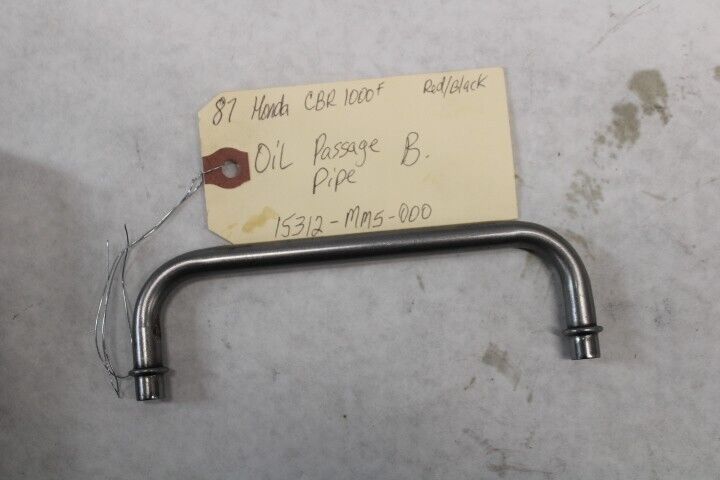 87 Honda CBR 1000F Red/Black
Oil Passage B.
Pipe
15312-MM5-000